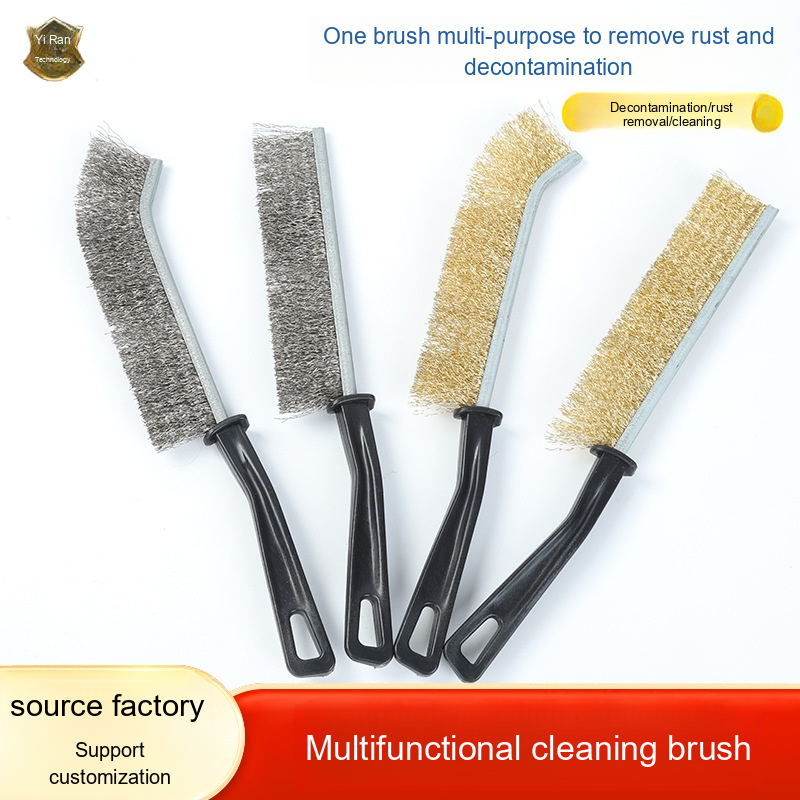 Yi Ran
Technology
One brush multi-purpose to remove rust and
decontamination
Decontamination/rust
removal/cleaning
source factory
Support
customization
Multifunctional cleaning brush